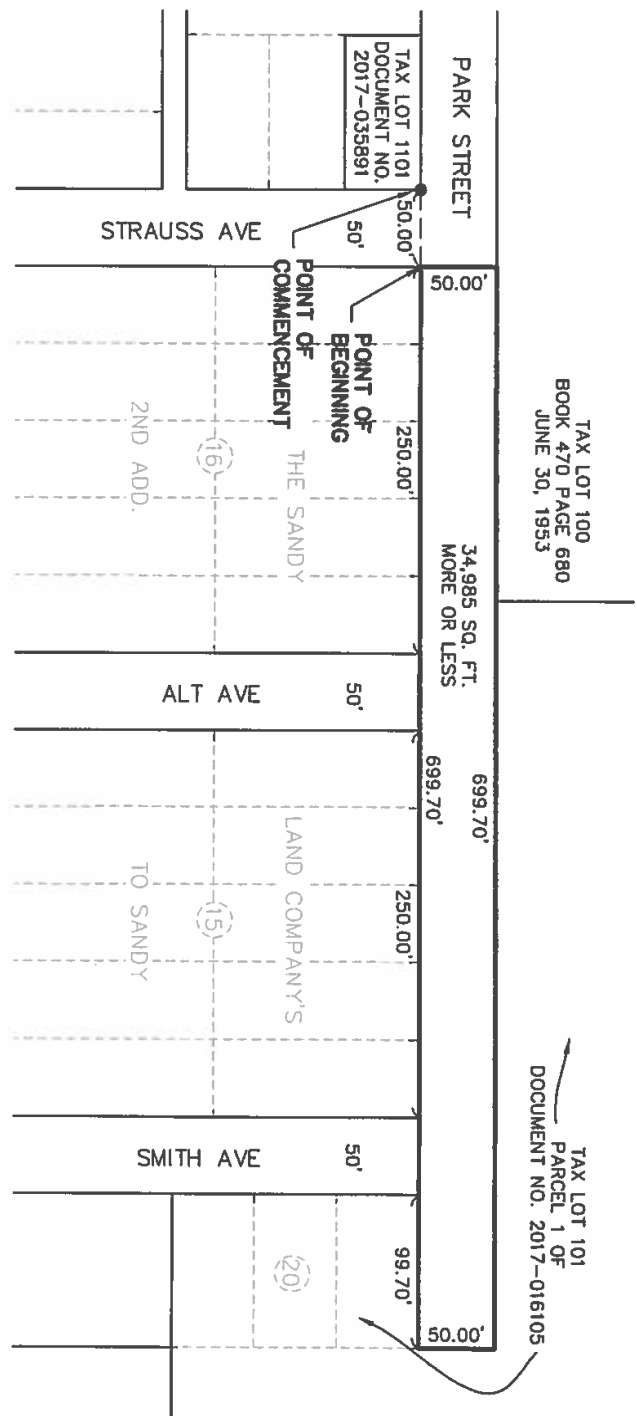 PARK STREET
TAX LOT 1101
DOCUMENT NO.
2017-035891
50.00'
STRAUSS AVE
50'
POINT OF
COMMENCEMENT
POINT OF
BEGINNING
50.00'
TAX LOT 100
BOOK 470 PAGE 680
JUNE 30, 1953
250.00'
THE SANDY
(16)
2ND ADD.
34,985 SQ. FT.
MORE OR LESS
ALT AVE
50'
699.70'
699.70'
250.00'
LAND COMPANY'S
(15)
TO SANDY
TAX LOT 101
PARCEL 1 OF
DOCUMENT NO. 2017-016105
SMITH AVE
50'
99.70'
(20)
50.00'